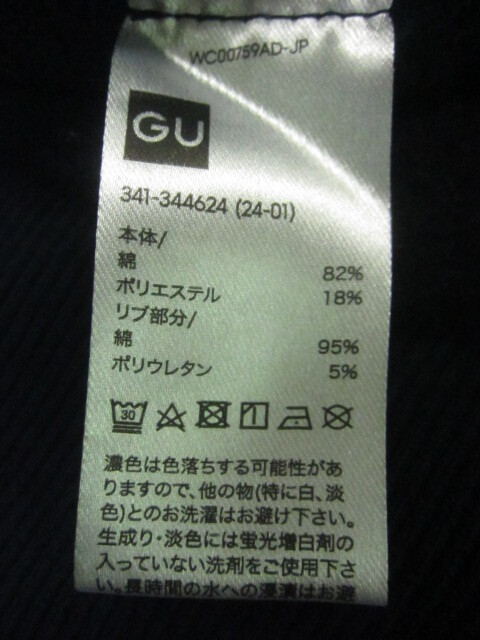 WC00759AD-JP
GU
341-344624 (24-01)
本体/
綿 82%
ポリエステル 18%
リブ部分/
綿 95%
ポリウレタン 5%
30
濃色は色落ちする可能性があ
りますので、他の物(特に白、淡
色)とのお洗濯はお避け下さい。
生成り・淡色には蛍光増白剤の
入っていない洗剤をご使用下さ
い。長時間の水への浸漬はお避